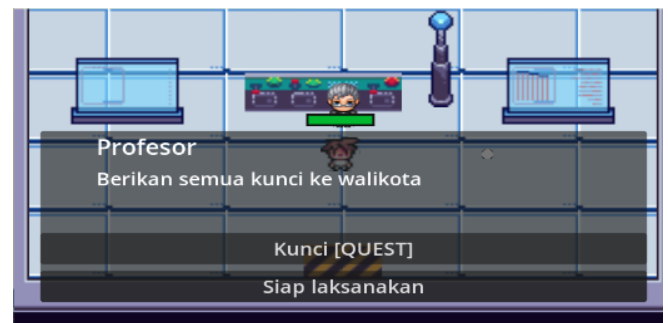 Profesor
Berikan semua kunci ke walikota
Kunci [QUEST]
Siap laksanakan